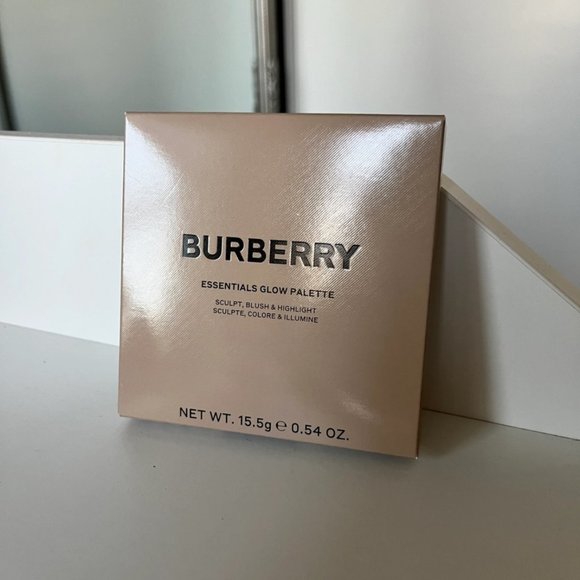 BURBERRY
ESSENTIALS GLOW PALETTE
SCULPT, BLUSH & HIGHLIGHT
SCULPTE, COLORE & ILLUMINE
NET WT. 15.5g ℮ 0.54 OZ.